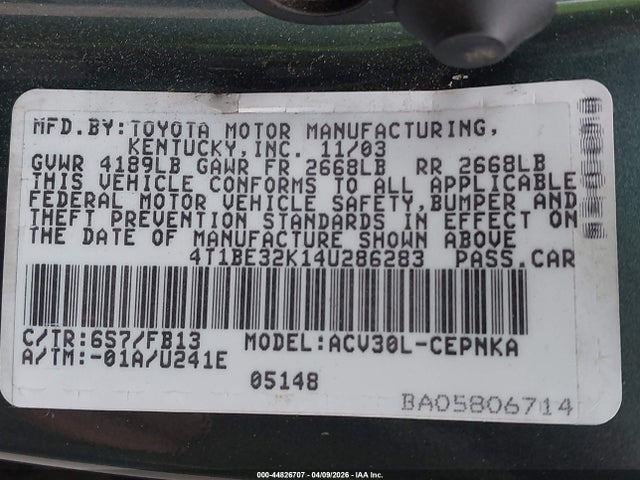 MFD.BY:TOYOTA MOTOR MANUFACTURING,
KENTUCKY,INC. 11/03
GVWR 4189LB GAWR FR 2668LB RR 2668LB
THIS VEHICLE CONFORMS TO ALL APPLICABLE
FEDERAL MOTOR VEHICLE SAFETY,BUMPER AND
THEFT PREVENTION STANDARDS IN EFFECT ON
THE DATE OF MANUFACTURE SHOWN ABOVE
4T1BE32K14U286283 PASS.CAR
C/TR:6S7/FB13 MODEL:ACV30L-CEPNKA
A/TM:-01A/U241E
05148
BA05806714
000-44826707 - 04/09/2026 - IAA Inc.